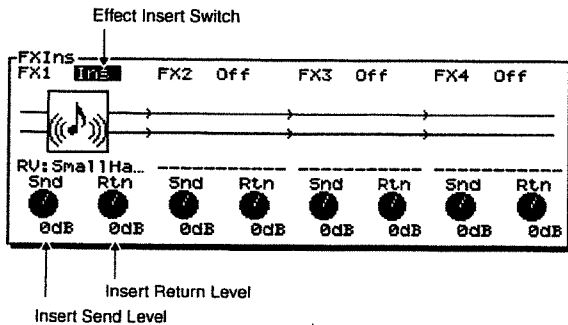 Effect Insert Switch
FXIns
FX1 Ins FX2 Off FX3 Off FX4 Off
RV:SmallHa...
Snd Rtn Snd Rtn Snd Rtn Snd Rtn
0dB 0dB 0dB 0dB 0dB 0dB 0dB 0dB
Insert Return Level
Insert Send Level